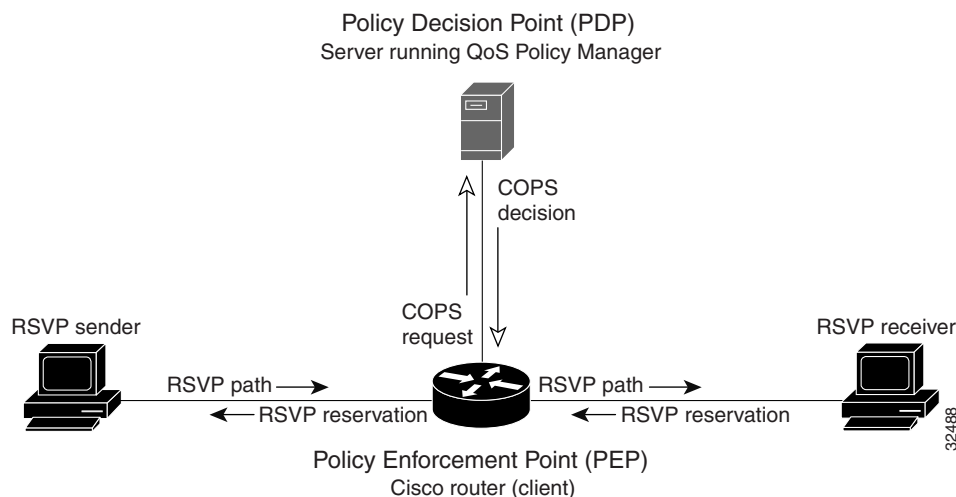 Policy Decision Point (PDP)
Server running QoS Policy Manager
COPS
decision
COPS
request
RSVP sender
RSVP receiver
RSVP path
RSVP path
RSVP reservation
RSVP reservation
32488
Policy Enforcement Point (PEP)
Cisco router (client)